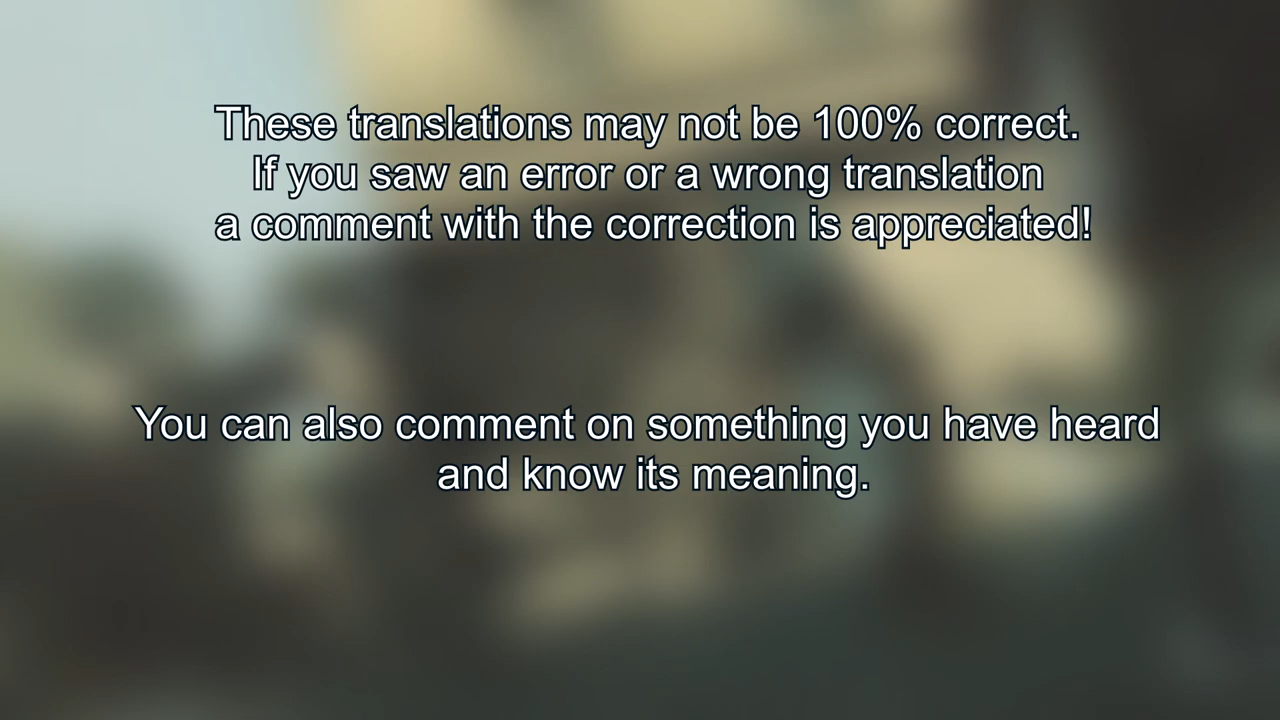 These translations may not be 100% correct.
If you saw an error or a wrong translation
a comment with the correction is appreciated!
You can also comment on something you have heard
and know its meaning.